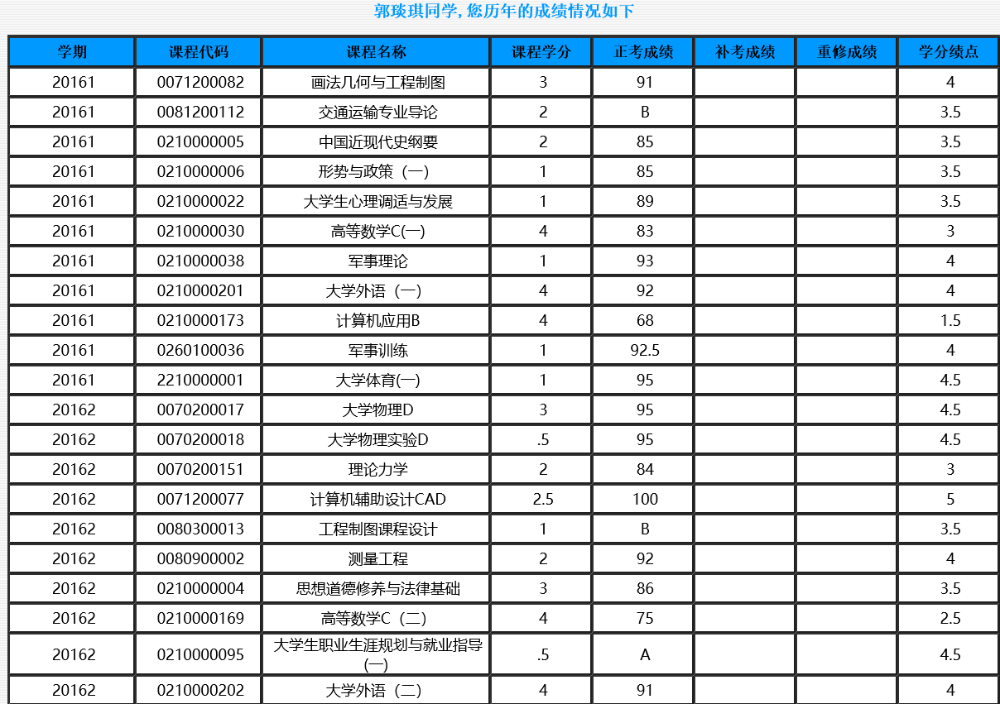 郭琰琪同学,您历年的成绩情况如下
学期 课程代码 课程名称 课程学分 正考成绩 补考成绩 重修成绩 学分绩点
20161 0071200082 画法几何与工程制图 3 91 4
20161 0081200112 交通运输专业导论 2 B 3.5
20161 0210000005 中国近现代史纲要 2 85 3.5
20161 0210000006 形势与政策（一） 1 85 3.5
20161 0210000022 大学生心理调适与发展 1 89 3.5
20161 0210000030 高等数学C(一) 4 83 3
20161 0210000038 军事理论 1 93 4
20161 0210000201 大学外语（一） 4 92 4
20161 0210000173 计算机应用B 4 68 1.5
20161 0260100036 军事训练 1 92.5 4
20161 2210000001 大学体育(一) 1 95 4.5
20162 0070200017 大学物理D 3 95 4.5
20162 0070200018 大学物理实验D .5 95 4.5
20162 0070200151 理论力学 2 84 3
20162 0071200077 计算机辅助设计CAD 2.5 100 5
20162 0080300013 工程制图课程设计 1 B 3.5
20162 0080900002 测量工程 2 92 4
20162 0210000004 思想道德修养与法律基础 3 86 3.5
20162 0210000169 高等数学C（二） 4 75 2.5
20162 0210000095 大学生职业生涯规划与就业指导 .5 A 4.5
(一)
20162 0210000202 大学外语（二） 4 91 4